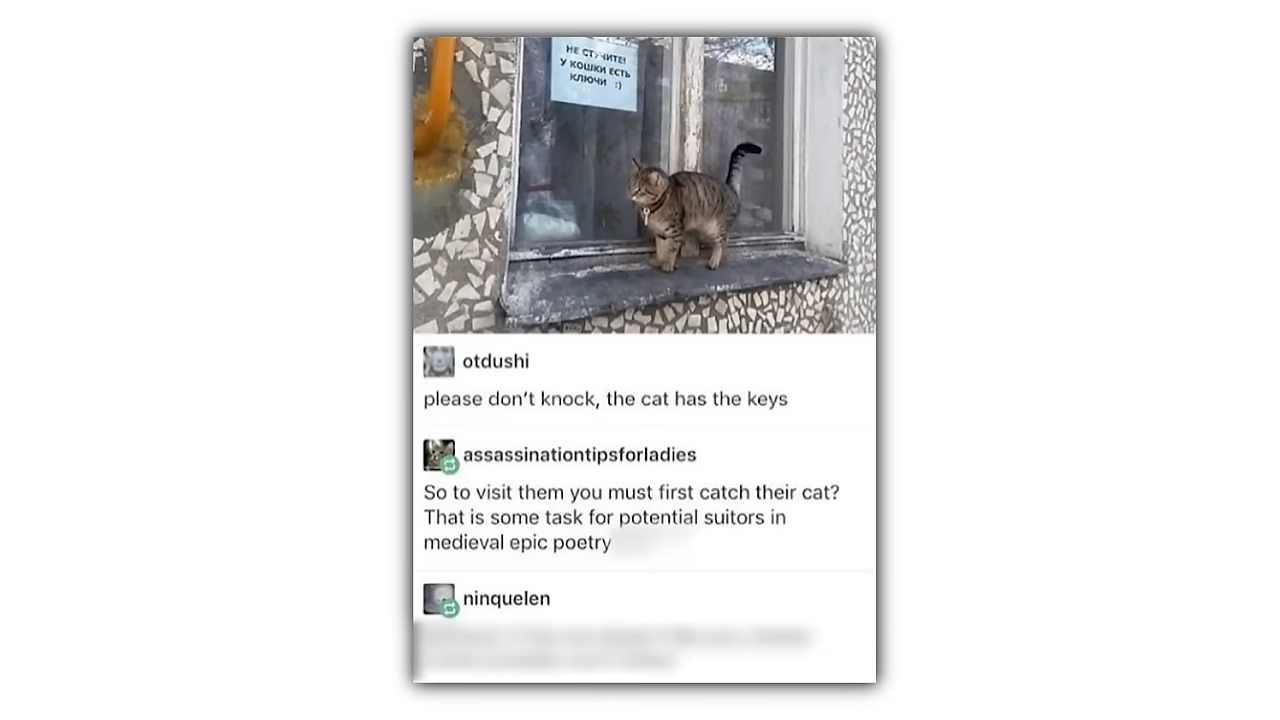 НЕ СТУЧИТЕ!
У КОШКИ ЕСТЬ
КЛЮЧИ :)
otdushi
please don't knock, the cat has the keys
assassinationtipsforladies
So to visit them you must first catch their cat?
That is some task for potential suitors in
medieval epic poetry
ninquelen